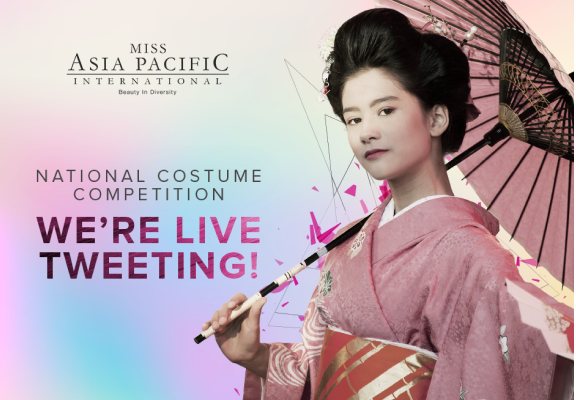 MISS
ASIA PACIFIC
INTERNATIONAL
Beauty In Diversity
NATIONAL COSTUME
COMPETITION
WE'RE LIVE
TWEETING!